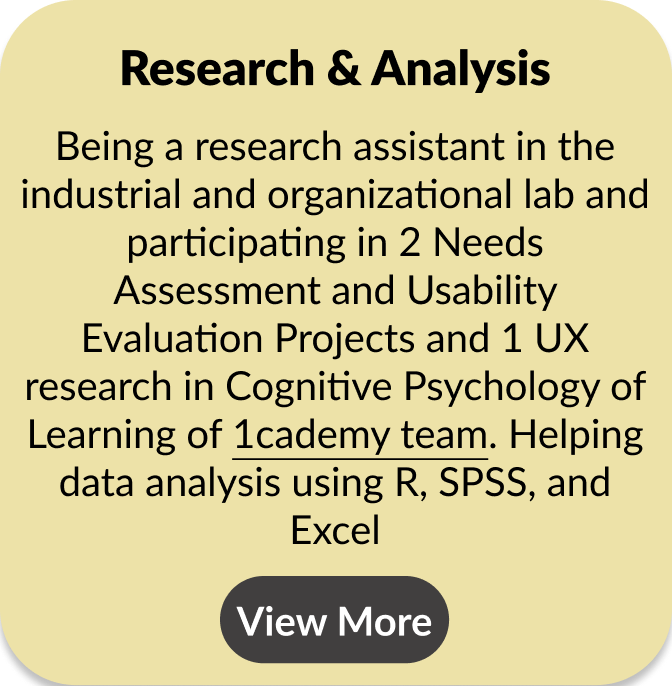 Research & Analysis
Being a research assistant in the
industrial and organizational lab and
participating in 2 Needs
Assessment and Usability
Evaluation Projects and 1 UX
research in Cognitive Psychology of
Learning of 1cademy team. Helping
data analysis using R, SPSS, and
Excel
View More